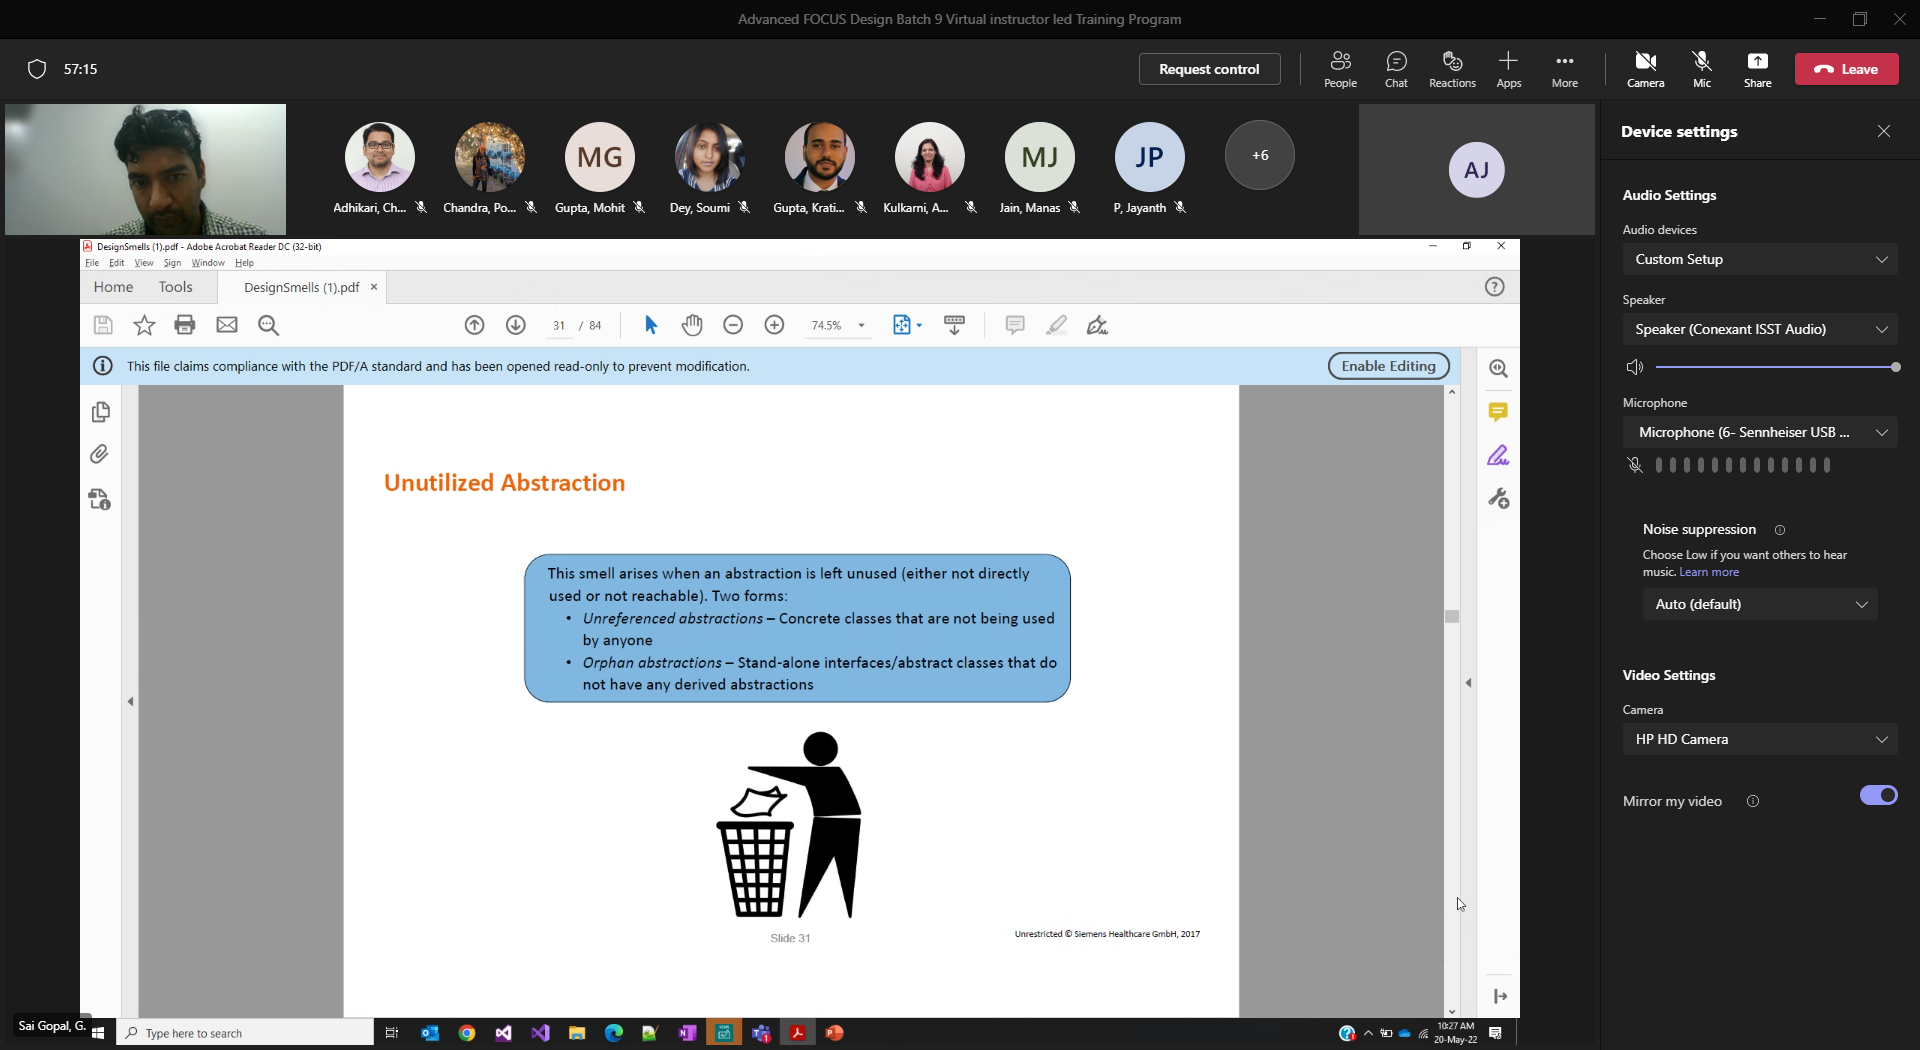 Advanced FOCUS Design Batch 9 Virtual instructor led Training Program
57:15
Request control
People
Chat
Reactions
Apps
More
Camera
Mic
Share
Leave
MG
MJ
JP
+6
AJ
Adhikari, Ch...
Chandra, Po...
Gupta, Mohit
Dey, Soumi
Gupta, Krati...
Kulkarni, A...
Jain, Manas
P, Jayanth
DesignSmells (1).pdf - Adobe Acrobat Reader DC (32-bit)
File Edit View Sign Window Help
Home
Tools
DesignSmells (1).pdf
31 / 84
74.5%
This file claims compliance with the PDF/A standard and has been opened read-only to prevent modification.
Enable Editing
Unutilized Abstraction
This smell arises when an abstraction is left unused (either not directly
used or not reachable). Two forms:
• Unreferenced abstractions – Concrete classes that are not being used
by anyone
• Orphan abstractions – Stand-alone interfaces/abstract classes that do
not have any derived abstractions
Slide 31
Unrestricted © Siemens Healthcare GmbH, 2017
Sai Gopal, G.
Type here to search
10:27 AM
20-May-22
Device settings
Audio Settings
Audio devices
Custom Setup
Speaker
Speaker (Conexant ISST Audio)
Microphone
Microphone (6- Sennheiser USB ...
Noise suppression
Choose Low if you want others to hear
music. Learn more
Auto (default)
Video Settings
Camera
HP HD Camera
Mirror my video